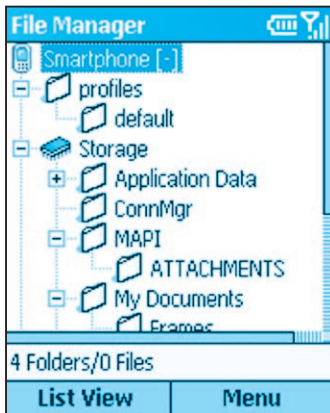 File Manager
Smartphone [-]
profiles
default
Storage
Application Data
ConnMgr
MAPI
ATTACHMENTS
My Documents
Frames
4 Folders/0 Files
List View Menu